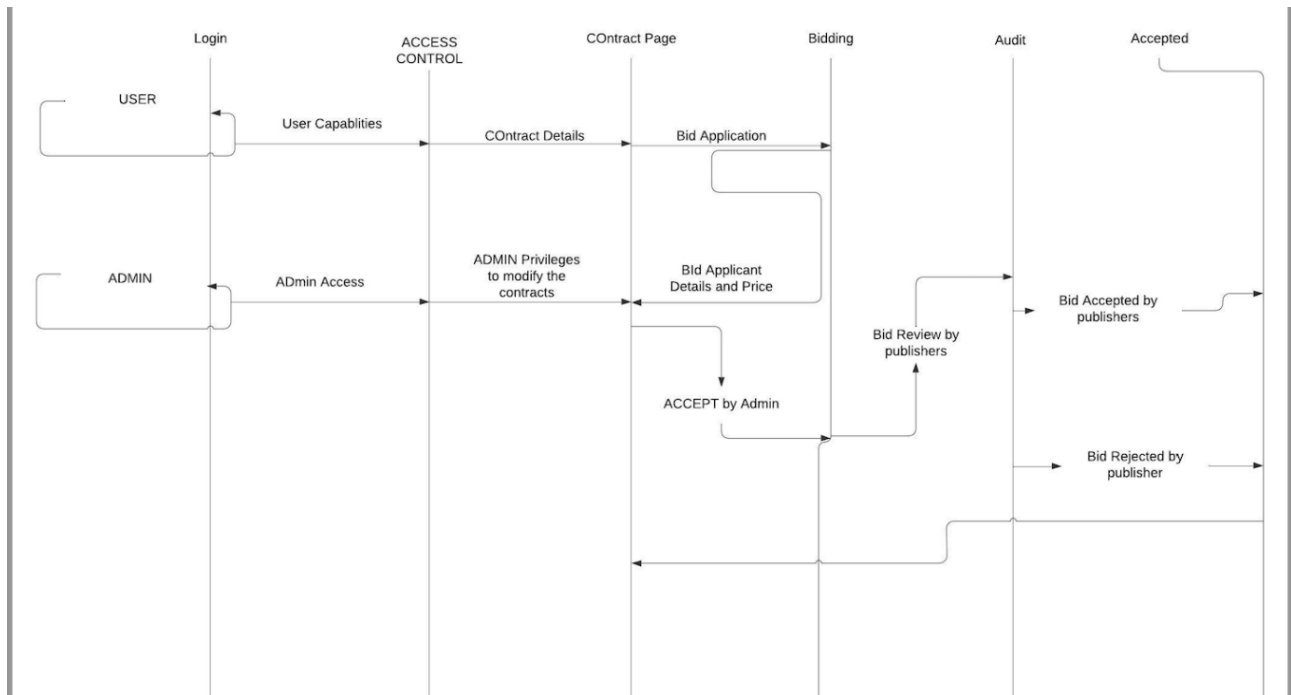 Login
ACCESS
CONTROL
COntract Page
Bidding
Audit
Accepted
USER
User Capablities
COntract Details
Bid Application
ADMIN
ADmin Access
ADMIN Privileges
to modify the
contracts
BId Applicant
Details and Price
Bid Accepted by
publishers
Bid Review by
publishers
ACCEPT by Admin
Bid Rejected by
publisher